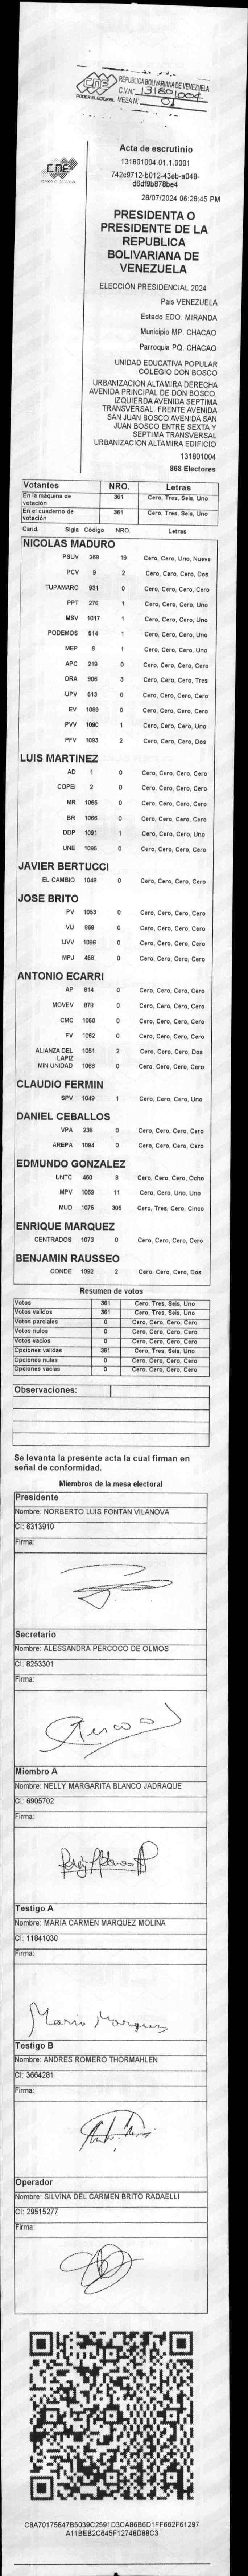 CNE
PODER ELECTORAL
REPUBLICA BOLIVARIANA DE VENEZUELA
C.V.N°: 131801004
MESA N°: 01
CNE
Acta de escrutinio
131801004.01.1.0001
742c9712-b012-43eb-a048-
d6df9b876be4
28/07/2024 06:28:45 PM
PRESIDENTA O
PRESIDENTE DE LA
REPUBLICA
BOLIVARIANA DE
VENEZUELA
ELECCIÓN PRESIDENCIAL 2024
Pais VENEZUELA
Estado EDO. MIRANDA
Municipio MP. CHACAO
Parroquia PQ. CHACAO
UNIDAD EDUCATIVA POPULAR
COLEGIO DON BOSCO
URBANIZACION ALTAMIRA DERECHA
AVENIDA PRINCIPAL DE DON BOSCO.
IZQUIERDA AVENIDA SEPTIMA
TRANSVERSAL. FRENTE AVENIDA
SAN JUAN BOSCO AVENIDA SAN
JUAN BOSCO ENTRE SEXTA Y
SEPTIMA TRANSVERSAL
URBANIZACION ALTAMIRA EDIFICIO
131801004
868 Electores
Votantes NRO. Letras
En la máquina de votación 361 Cero, Tres, Seis, Uno
En el cuaderno de votación 361 Cero, Tres, Seis, Uno
Cand. Sigla Código NRO. Letras
NICOLAS MADURO
PSUV 269 19 Cero, Cero, Uno, Nueve
PCV 9 2 Cero, Cero, Cero, Dos
TUPAMARO 931 0 Cero, Cero, Cero, Cero
PPT 276 1 Cero, Cero, Cero, Uno
MSV 1017 1 Cero, Cero, Cero, Uno
PODEMOS 514 1 Cero, Cero, Cero, Uno
MEP 6 1 Cero, Cero, Cero, Uno
APC 219 0 Cero, Cero, Cero, Cero
ORA 906 3 Cero, Cero, Cero, Tres
UPV 513 0 Cero, Cero, Cero, Cero
EV 1089 0 Cero, Cero, Cero, Cero
PVV 1090 1 Cero, Cero, Cero, Uno
PFV 1093 2 Cero, Cero, Cero, Dos
LUIS MARTINEZ
AD 1 0 Cero, Cero, Cero, Cero
COPEI 2 0 Cero, Cero, Cero, Cero
MR 1065 0 Cero, Cero, Cero, Cero
BR 1066 0 Cero, Cero, Cero, Cero
DDP 1091 1 Cero, Cero, Cero, Uno
UNE 1095 0 Cero, Cero, Cero, Cero
JAVIER BERTUCCI
EL CAMBIO 1048 0 Cero, Cero, Cero, Cero
JOSE BRITO
PV 1053 0 Cero, Cero, Cero, Cero
VU 868 0 Cero, Cero, Cero, Cero
UVV 1096 0 Cero, Cero, Cero, Cero
MPJ 458 0 Cero, Cero, Cero, Cero
ANTONIO ECARRI
AP 814 0 Cero, Cero, Cero, Cero
MOVEV 679 0 Cero, Cero, Cero, Cero
CMC 1050 0 Cero, Cero, Cero, Cero
FV 1062 0 Cero, Cero, Cero, Cero
ALIANZA DEL LAPIZ 1051 2 Cero, Cero, Cero, Dos
MIN UNIDAD 1058 0 Cero, Cero, Cero, Cero
CLAUDIO FERMIN
SPV 1049 1 Cero, Cero, Cero, Uno
DANIEL CEBALLOS
VPA 236 0 Cero, Cero, Cero, Cero
AREPA 1094 0 Cero, Cero, Cero, Cero
EDMUNDO GONZALEZ
UNTC 460 8 Cero, Cero, Cero, Ocho
MPV 1059 11 Cero, Cero, Uno, Uno
MUD 1075 305 Cero, Tres, Cero, Cinco
ENRIQUE MARQUEZ
CENTRADOS 1073 0 Cero, Cero, Cero, Cero
BENJAMIN RAUSSEO
CONDE 1092 2 Cero, Cero, Cero, Dos
Resumen de votos
Votos 361 Cero, Tres, Seis, Uno
Votos validos 361 Cero, Tres, Seis, Uno
Votos parciales 0 Cero, Cero, Cero, Cero
Votos nulos 0 Cero, Cero, Cero, Cero
Votos vacios 0 Cero, Cero, Cero, Cero
Opciones validas 361 Cero, Tres, Seis, Uno
Opciones nulas 0 Cero, Cero, Cero, Cero
Opciones vacias 0 Cero, Cero, Cero, Cero
Observaciones:
Se levanta la presente acta la cual firman en
señal de conformidad.
Miembros de la mesa electoral
Presidente
Nombre: NORBERTO LUIS FONTAN VILANOVA
CI: 6313910
Firma:
Secretario
Nombre: ALESSANDRA PERCOCO DE OLMOS
CI: 8253301
Firma:
Miembro A
Nombre: NELLY MARGARITA BLANCO JADRAQUE
CI: 6905702
Firma:
Testigo A
Nombre: MARIA CARMEN MARQUEZ MOLINA
CI: 11841030
Firma:
Maria Marquez
Testigo B
Nombre: ANDRES ROMERO THORMAHLEN
CI: 3664281
Firma:
Operador
Nombre: SILVINA DEL CARMEN BRITO RADAELLI
CI: 29515277
Firma:
C8A70175847B5039C2591D3CA86B6D1FF662F61297
A11BEB2C645F12748D88C3